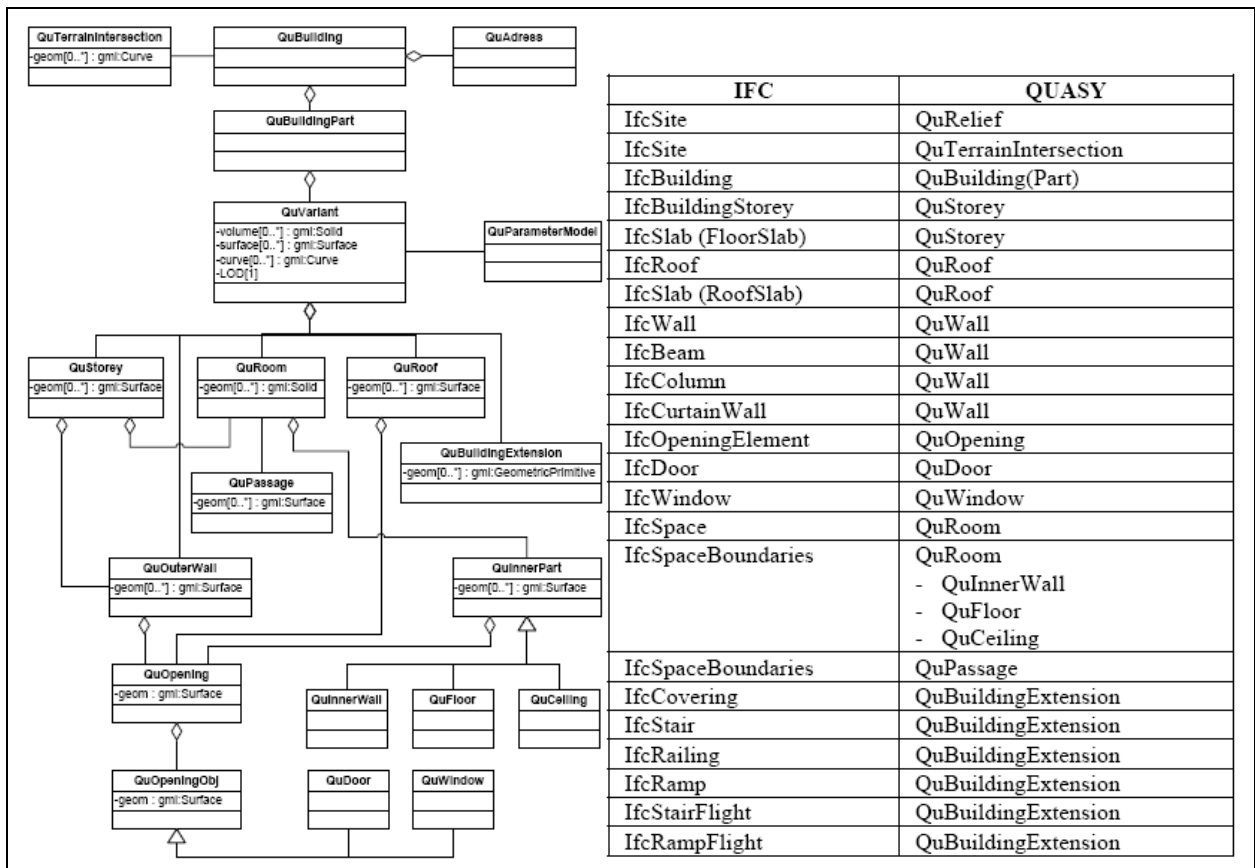 QuTerrainIntersection
-geom[0..*] : gml:Curve
QuBuilding
QuAdress
QuBuildingPart
QuVariant
-volume[0..*] : gml:Solid
-surface[0..*] : gml:Surface
-curve[0..*] : gml:Curve
-LOD[1]
QuParameterModel
QuStorey
-geom[0..*] : gml:Surface
QuRoom
-geom[0..*] : gml:Solid
QuRoof
-geom[0..*] : gml:Surface
QuBuildingExtension
-geom[0..*] : gml:GeometricPrimitive
QuPassage
-geom[0..*] : gml:Surface
QuOuterWall
-geom[0..*] : gml:Surface
QuInnerPart
-geom[0..*] : gml:Surface
QuOpening
-geom : gml:Surface
QuInnerWall
QuFloor
QuCeiling
QuOpeningObj
-geom : gml:Surface
QuDoor
QuWindow
IFC QUASY
IfcSite QuRelief
IfcSite QuTerrainIntersection
IfcBuilding QuBuilding(Part)
IfcBuildingStorey QuStorey
IfcSlab (FloorSlab) QuStorey
IfcRoof QuRoof
IfcSlab (RoofSlab) QuRoof
IfcWall QuWall
IfcBeam QuWall
IfcColumn QuWall
IfcCurtainWall QuWall
IfcOpeningElement QuOpening
IfcDoor QuDoor
IfcWindow QuWindow
IfcSpace QuRoom
IfcSpaceBoundaries QuRoom
- QuInnerWall
- QuFloor
- QuCeiling
IfcSpaceBoundaries QuPassage
IfcCovering QuBuildingExtension
IfcStair QuBuildingExtension
IfcRailing QuBuildingExtension
IfcRamp QuBuildingExtension
IfcStairFlight QuBuildingExtension
IfcRampFlight QuBuildingExtension